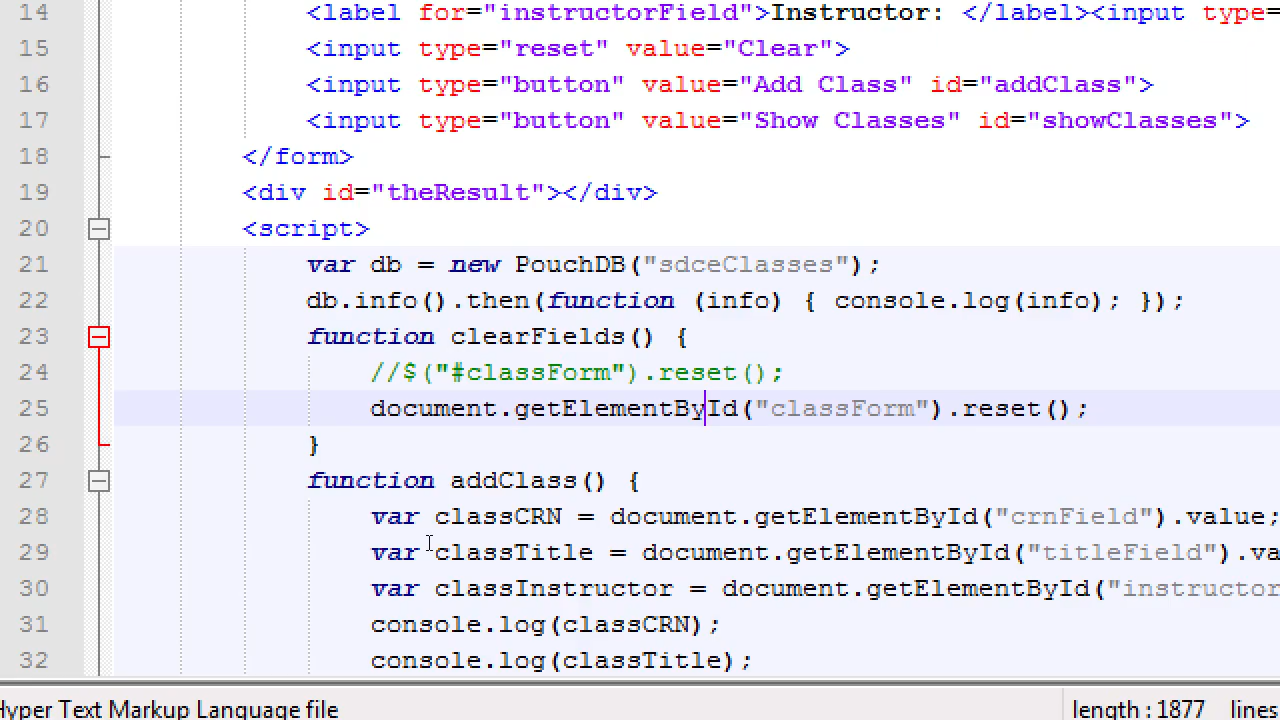 14 <label for="instructorField">Instructor: </label><input type=
15 <input type="reset" value="Clear">
16 <input type="button" value="Add Class" id="addClass">
17 <input type="button" value="Show Classes" id="showClasses">
18 </form>
19 <div id="theResult"></div>
20 <script>
21 var db = new PouchDB("sdceClasses");
22 db.info().then(function (info) { console.log(info); });
23 function clearFields() {
24 //$("#classForm").reset();
25 document.getElementById("classForm").reset();
26 }
27 function addClass() {
28 var classCRN = document.getElementById("crnField").value;
29 var classTitle = document.getElementById("titleField").va
30 var classInstructor = document.getElementById("instructor
31 console.log(classCRN);
32 console.log(classTitle);
Hyper Text Markup Language file length : 1877 lines